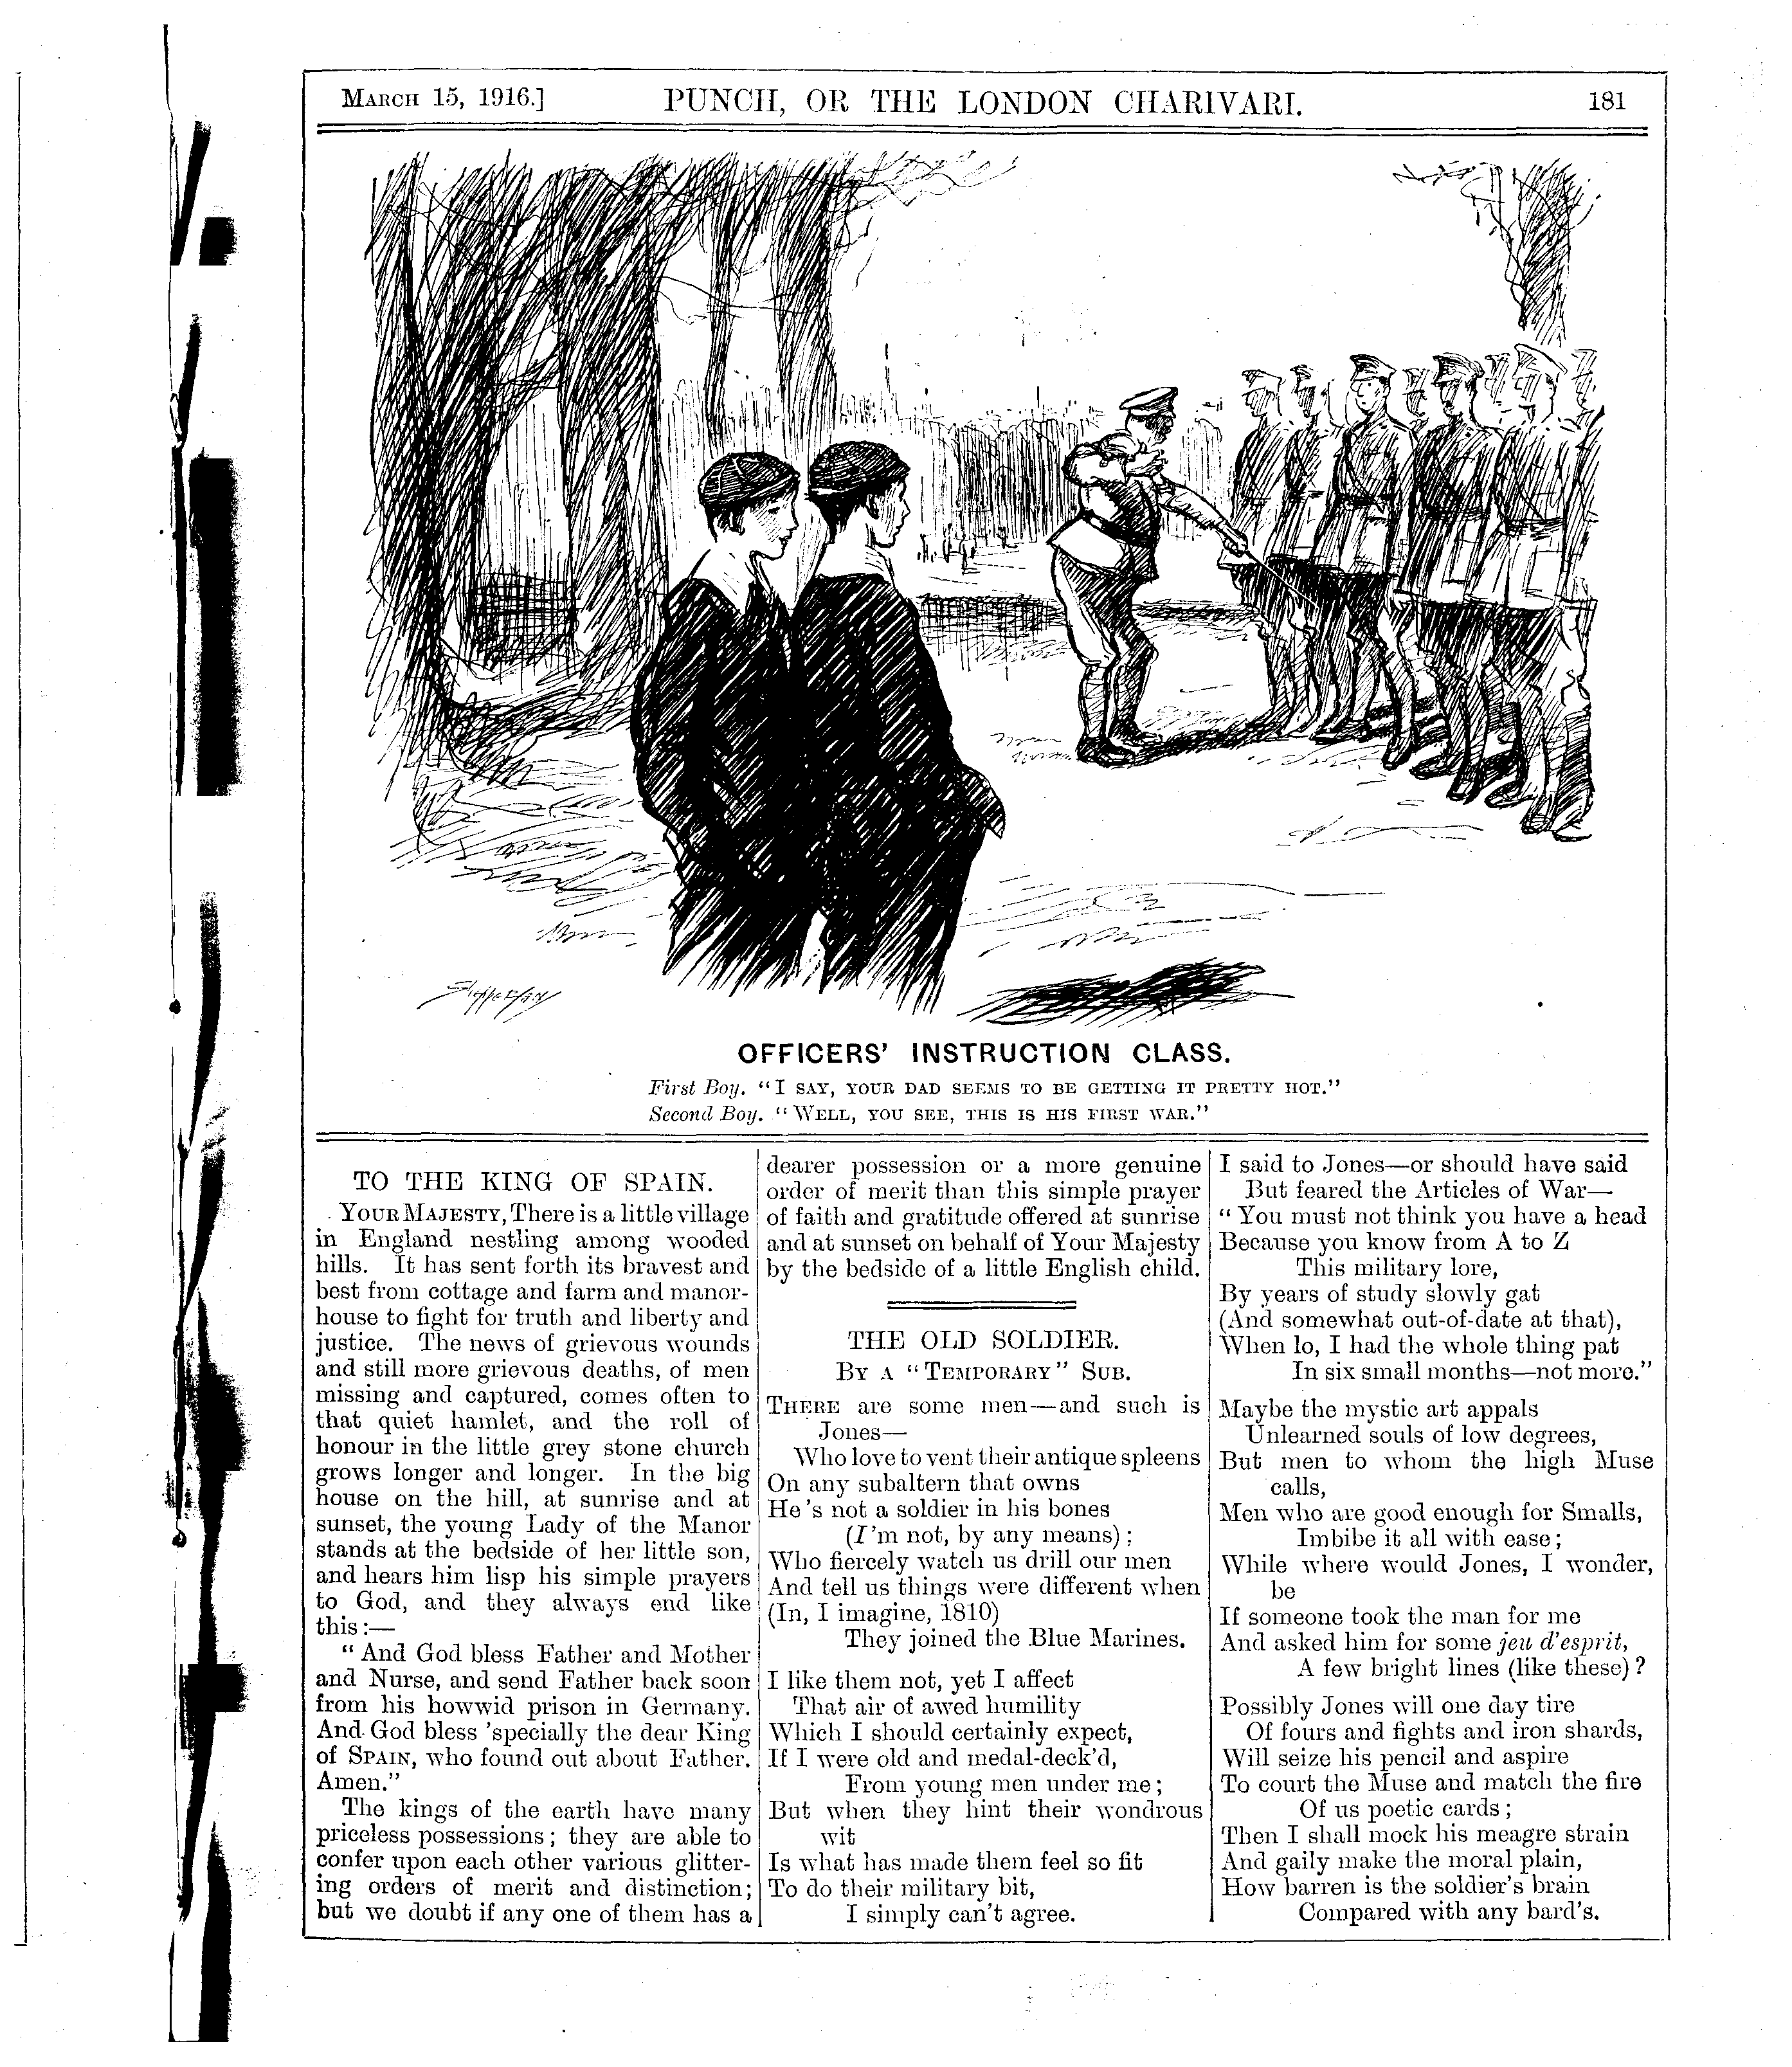 MARCH 15, 1916.] PUNCH, OR THE LONDON CHARIVARI. 181
OFFICERS' INSTRUCTION CLASS.
First Boy. "I SAY, YOUR DAD SEEMS TO BE GETTING IT PRETTY HOT."
Second Boy. "WELL, YOU SEE, THIS IS HIS FIRST WAR."
TO THE KING OF SPAIN.
YOUR MAJESTY, There is a little village
in England nestling among wooded
hills. It has sent forth its bravest and
best from cottage and farm and manor-
house to fight for truth and liberty and
justice. The news of grievous wounds
and still more grievous deaths, of men
missing and captured, comes often to
that quiet hamlet, and the roll of
honour in the little grey stone church
grows longer and longer. In the big
house on the hill, at sunrise and at
sunset, the young Lady of the Manor
stands at the bedside of her little son,
and hears him lisp his simple prayers
to God, and they always end like
this:—
"And God bless Father and Mother
and Nurse, and send Father back soon
from his howwid prison in Germany.
And God bless 'specially the dear King
of SPAIN, who found out about Father.
Amen."
The kings of the earth have many
priceless possessions; they are able to
confer upon each other various glitter-
ing orders of merit and distinction;
but we doubt if any one of them has a
dearer possession or a more genuine
order of merit than this simple prayer
of faith and gratitude offered at sunrise
and at sunset on behalf of Your Majesty
by the bedside of a little English child.
THE OLD SOLDIER.
BY A "TEMPORARY" SUB.
THERE are some men—and such is
Jones—
Who love to vent their antique spleens
On any subaltern that owns
He's not a soldier in his bones
(I'm not, by any means);
Who fiercely watch us drill our men
And tell us things were different when
(In, I imagine, 1810)
They joined the Blue Marines.
I like them not, yet I affect
That air of awed humility
Which I should certainly expect,
If I were old and medal-deck'd,
From young men under me;
But when they hint their wondrous
wit
Is what has made them feel so fit
To do their military bit,
I simply can't agree.
I said to Jones—or should have said
But feared the Articles of War—
"You must not think you have a head
Because you know from A to Z
This military lore,
By years of study slowly gat
(And somewhat out-of-date at that),
When lo, I had the whole thing pat
In six small months—not more."
Maybe the mystic art appals
Unlearned souls of low degrees,
But men to whom the high Muse
calls,
Men who are good enough for Smalls,
Imbibe it all with ease;
While where would Jones, I wonder,
be
If someone took the man for me
And asked him for some jeu d'esprit,
A few bright lines (like these)?
Possibly Jones will one day tire
Of fours and fights and iron shards,
Will seize his pencil and aspire
To court the Muse and match the fire
Of us poetic cards;
Then I shall mock his meagre strain
And gaily make the moral plain,
How barren is the soldier's brain
Compared with any bard's.